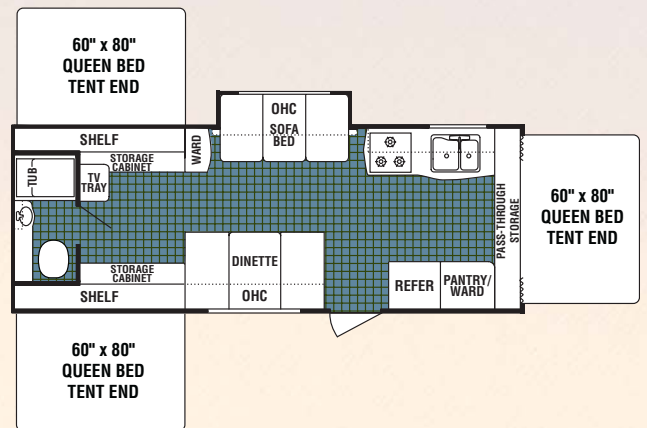 60" x 80"
QUEEN BED
TENT END
SHELF
STORAGE
CABINET
WARD
OHC
SOFA
BED
TUB
TV
TRAY
PASS-THROUGH
STORAGE
60" x 80"
QUEEN BED
TENT END
STORAGE
CABINET
SHELF
DINETTE
OHC
REFER
PANTRY/
WARD
60" x 80"
QUEEN BED
TENT END